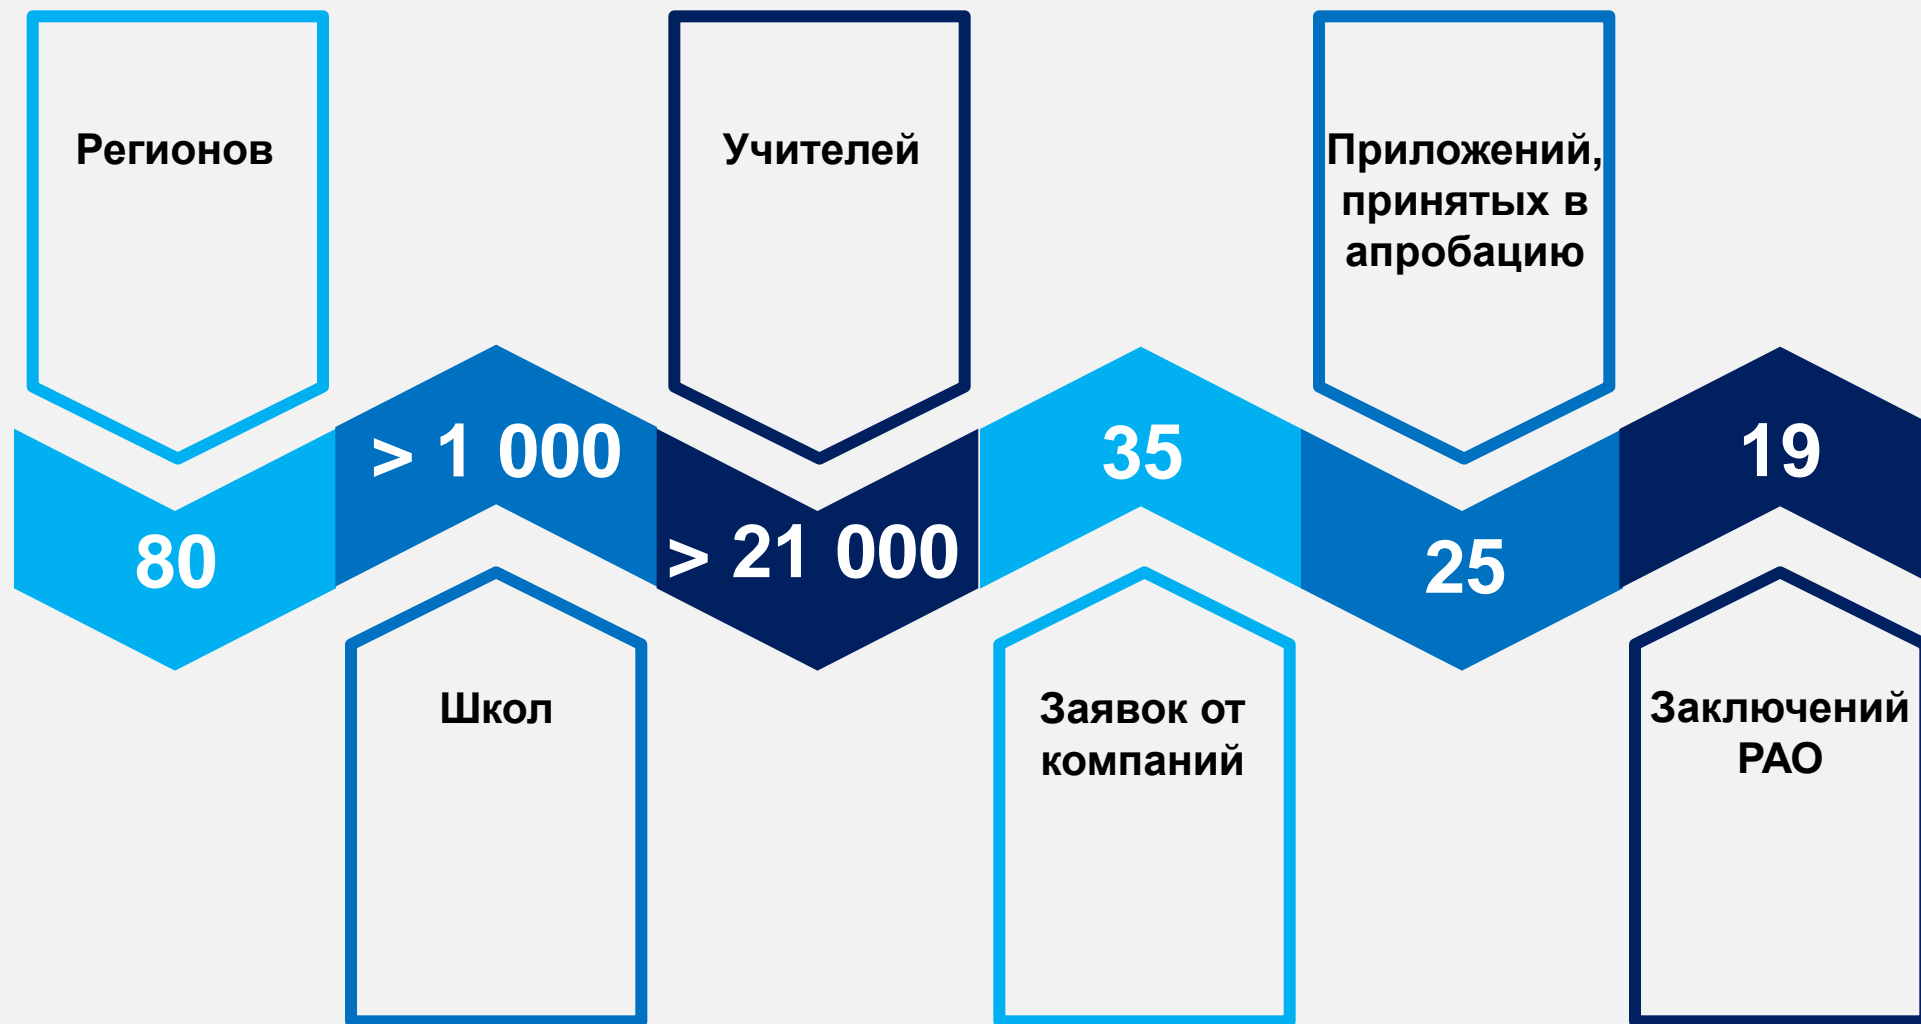 Регионов
80
> 1 000
Школ
Учителей
> 21 000
35
Заявок от
компаний
Приложений,
принятых в
апробацию
25
19
Заключений
РАО